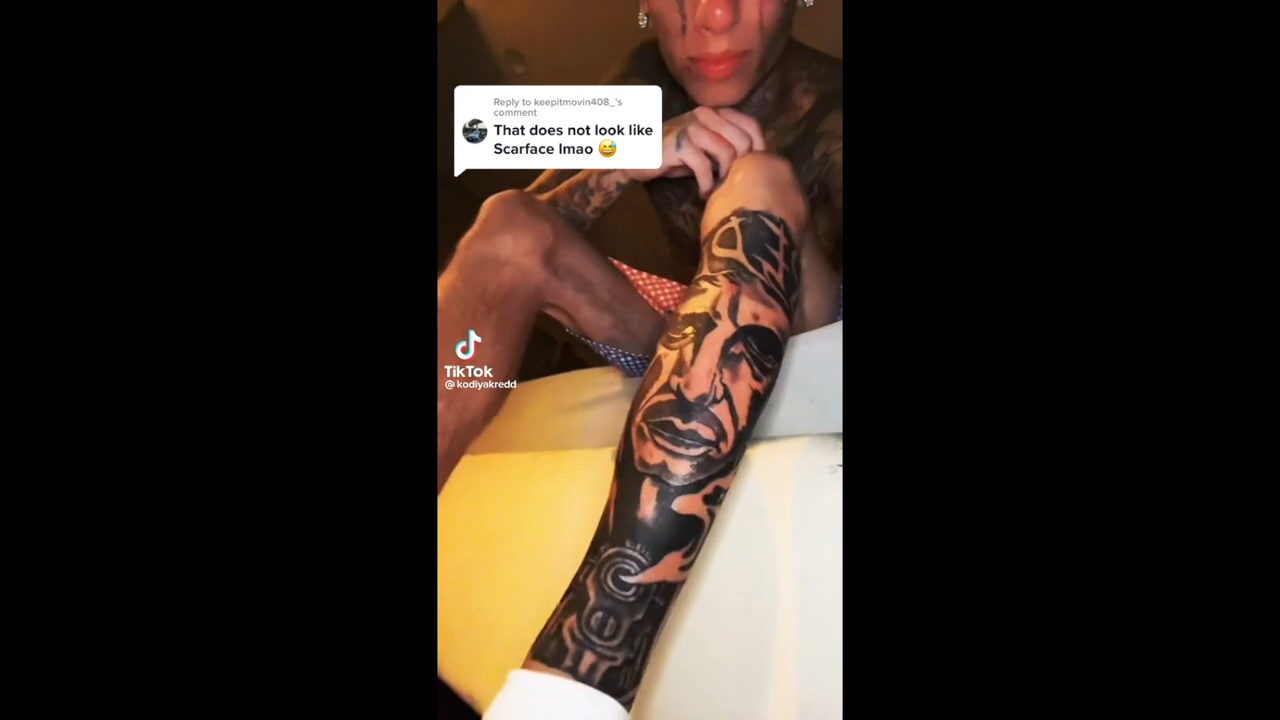 Reply to keepitmovin408_'s
comment
That does not look like
Scarface lmao 😅
TikTok
@kodiyakredd